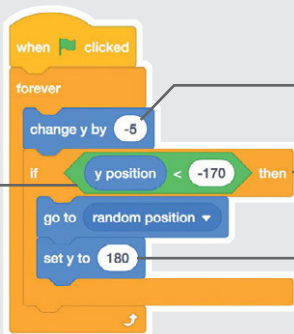 when clicked
forever
change y by -5
if y position < -170 then
go to random position
set y to 180